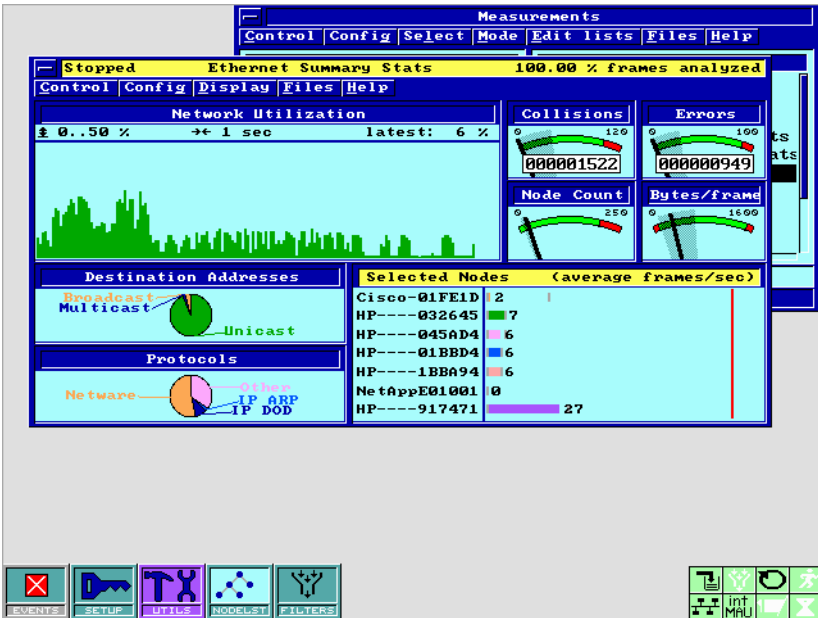 Measurements
Control Config Select Mode Edit lists Files Help
Stopped Ethernet Summary Stats 100.00 % frames analyzed
Control Config Display Files Help
Network Utilization
0..50 % 1 sec latest: 6 %
Collisions
0 120
000001522
Errors
0 100
000000949
ts
ats
Node Count
0 250
Bytes/frame
0 1600
Destination Addresses
Broadcast
Multicast
Unicast
Protocols
Netware
Other
IP ARP
IP DOD
Selected Nodes (average frames/sec)
Cisco-01FE1D 2
HP----032645 7
HP----045AD4 6
HP----01BBD4 6
HP----1BBA94 6
NetAppE01001 0
HP----917471 27
EVENTS
SETUP
UTILS
NODELST
FILTERS
int
MAU